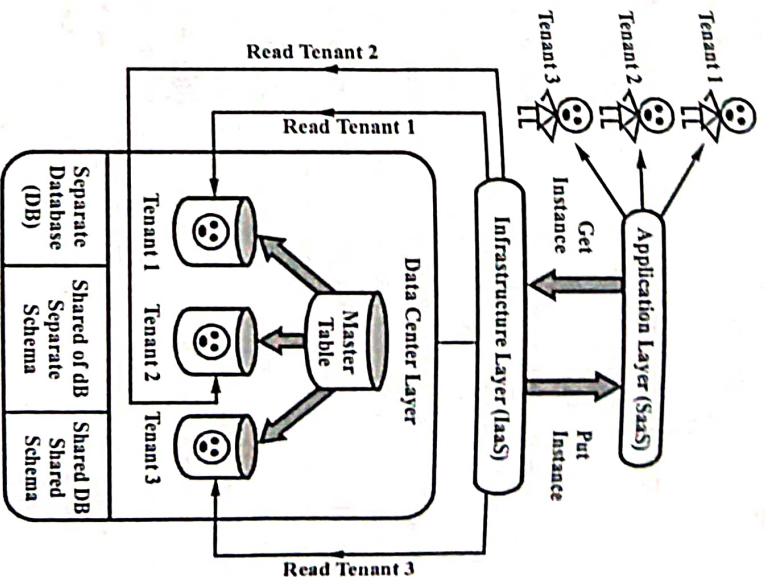 Tenant 1
Tenant 2
Tenant 3
Application Layer (SaaS)
Get
Instance
Put
Instance
Infrastructure Layer (IaaS)
Read Tenant 2
Read Tenant 1
Read Tenant 3
Data Center Layer
Master
Table
Tenant 1
Tenant 2
Tenant 3
Separate
Database
(DB)
Shared of dB
Separate
Schema
Shared DB
Shared
Schema